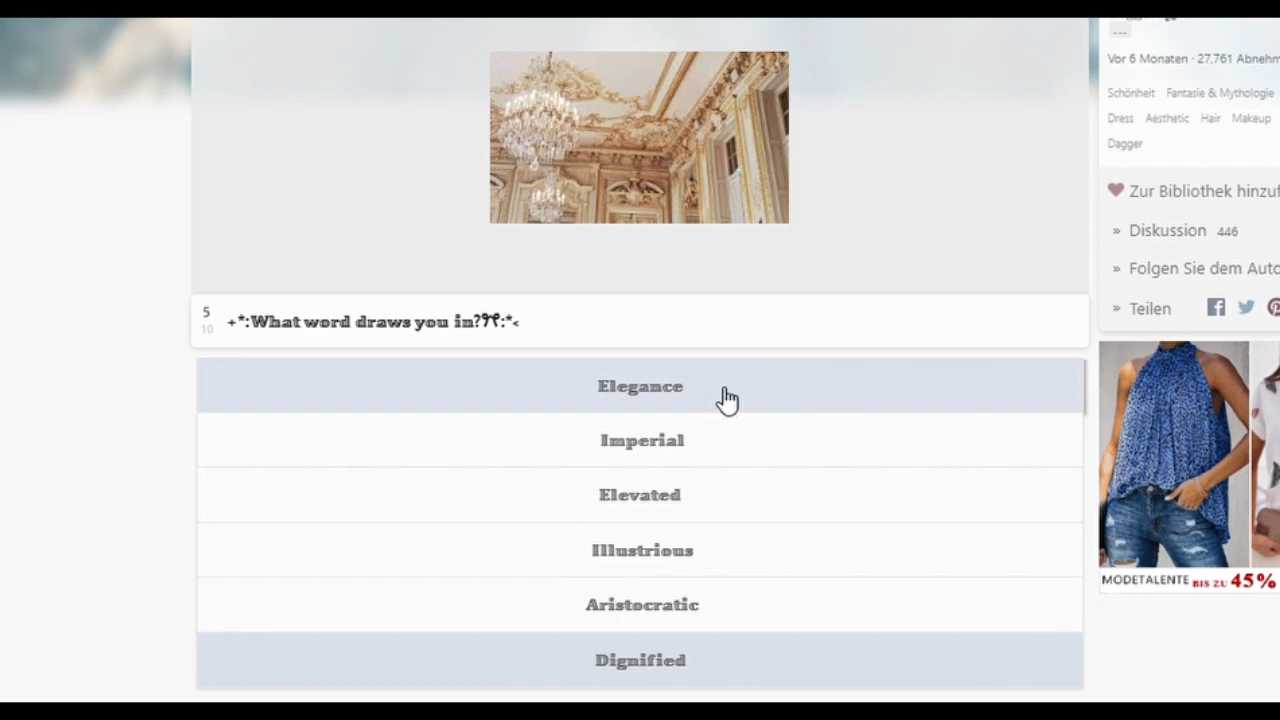 ...
Vor 6 Monaten · 27,761 Abnehm
Schönheit Fantasie & Mythologie
Dress Aesthetic Hair Makeup
Dagger
Zur Bibliothek hinzuf
» Diskussion 446
» Folgen Sie dem Auto
» Teilen
5
10
+*:What word draws you in?୨୧:*˖
Elegance
Imperial
Elevated
Illustrious
Aristocratic
Dignified
MODETALENTE BIS ZU 45%